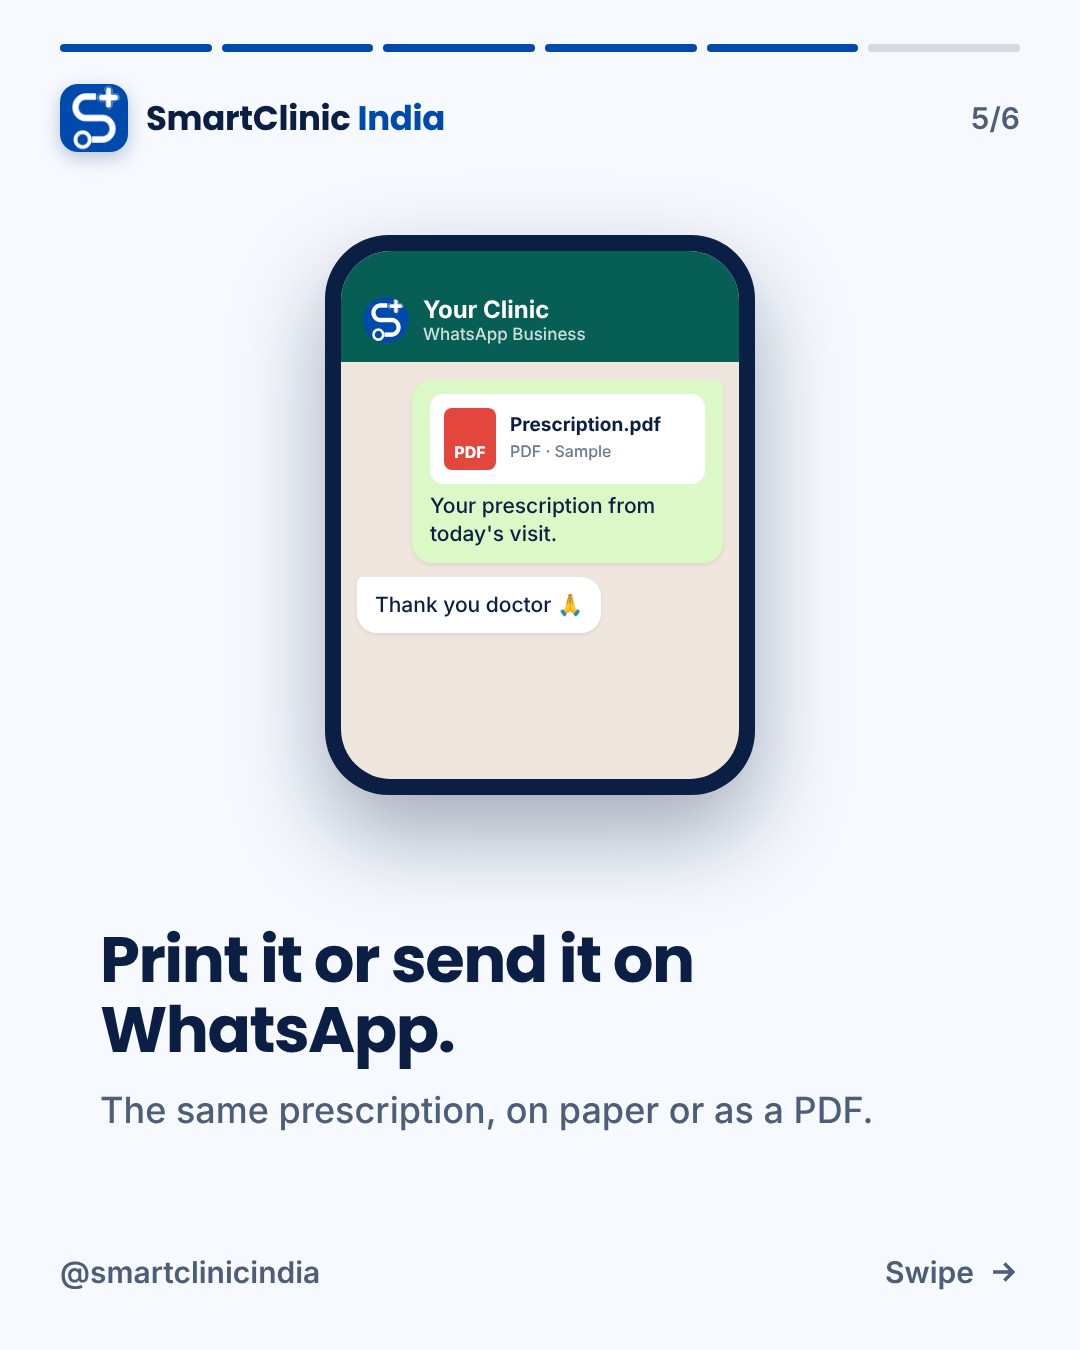 SmartClinic India
5/6
Your Clinic
WhatsApp Business
PDF
Prescription.pdf
PDF · Sample
Your prescription from
today's visit.
Thank you doctor 🙏
Print it or send it on
WhatsApp.
The same prescription, on paper or as a PDF.
@smartclinicindia
Swipe →